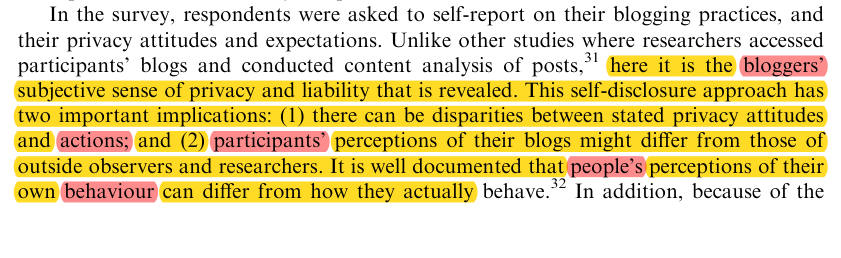 In the survey, respondents were asked to self-report on their blogging practices, and
their privacy attitudes and expectations. Unlike other studies where researchers accessed
participants’ blogs and conducted content analysis of posts,31 here it is the bloggers’
subjective sense of privacy and liability that is revealed. This self-disclosure approach has
two important implications: (1) there can be disparities between stated privacy attitudes
and actions; and (2) participants’ perceptions of their blogs might differ from those of
outside observers and researchers. It is well documented that people’s perceptions of their
own behaviour can differ from how they actually behave.32 In addition, because of the